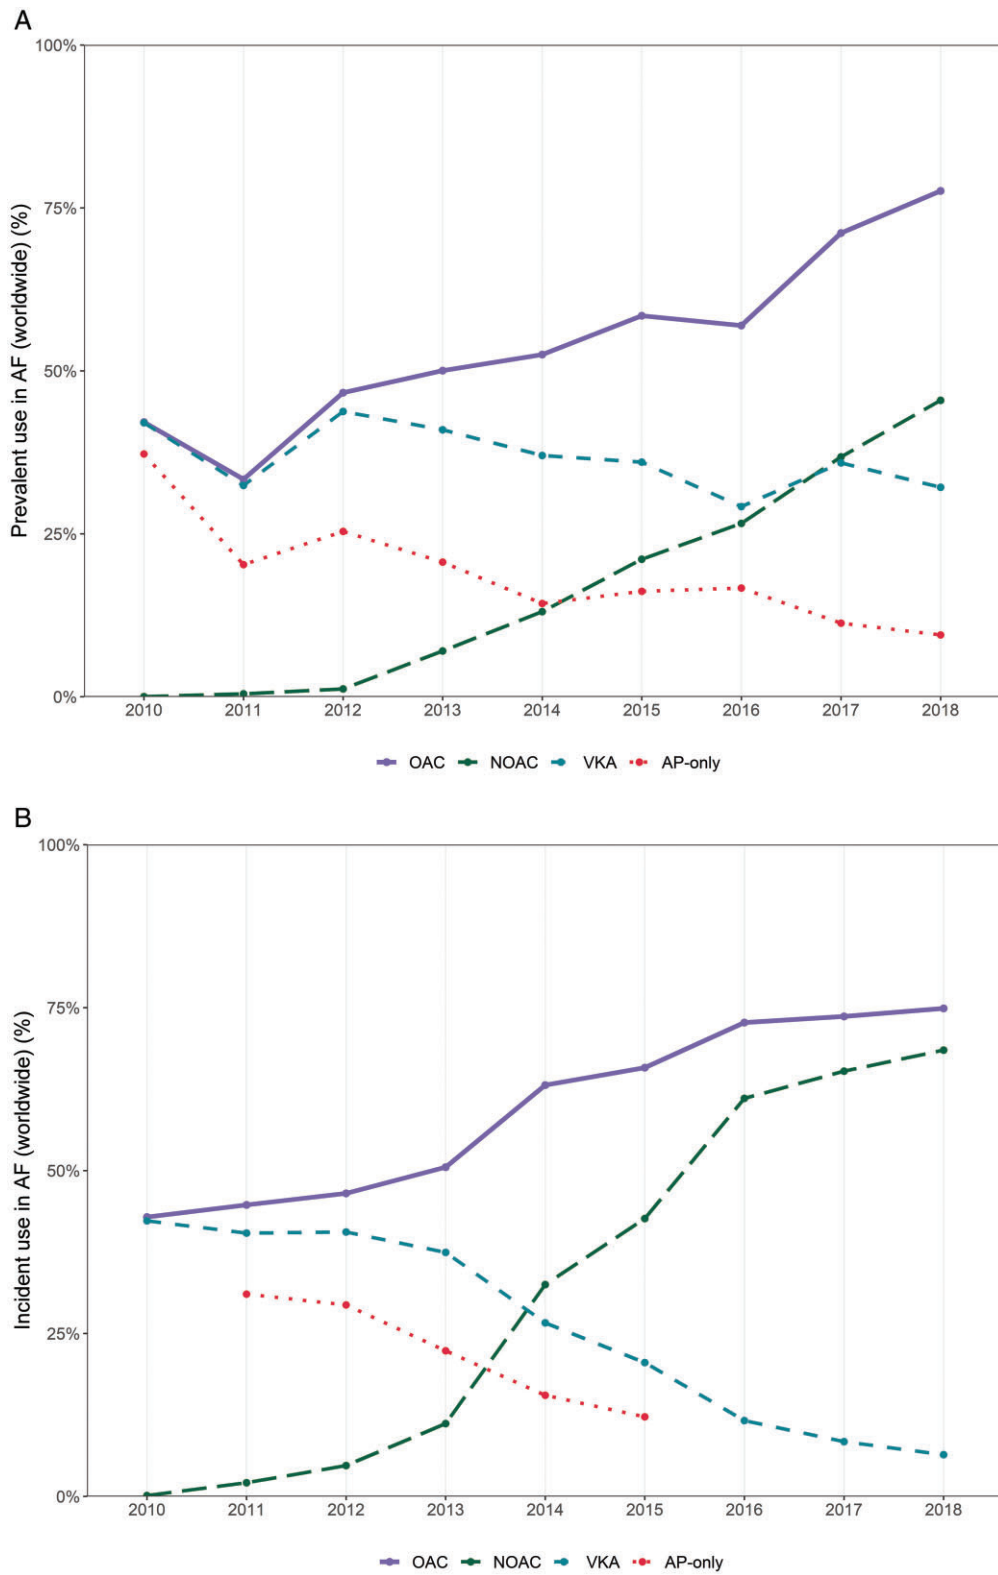 A
100%
75%
50%
25%
0%
Prevalent use in AF (worldwide) (%)
2010 2011 2012 2013 2014 2015 2016 2017 2018
OAC NOAC VKA AP-only
B
100%
75%
50%
25%
0%
Incident use in AF (worldwide) (%)
2010 2011 2012 2013 2014 2015 2016 2017 2018
OAC NOAC VKA AP-only